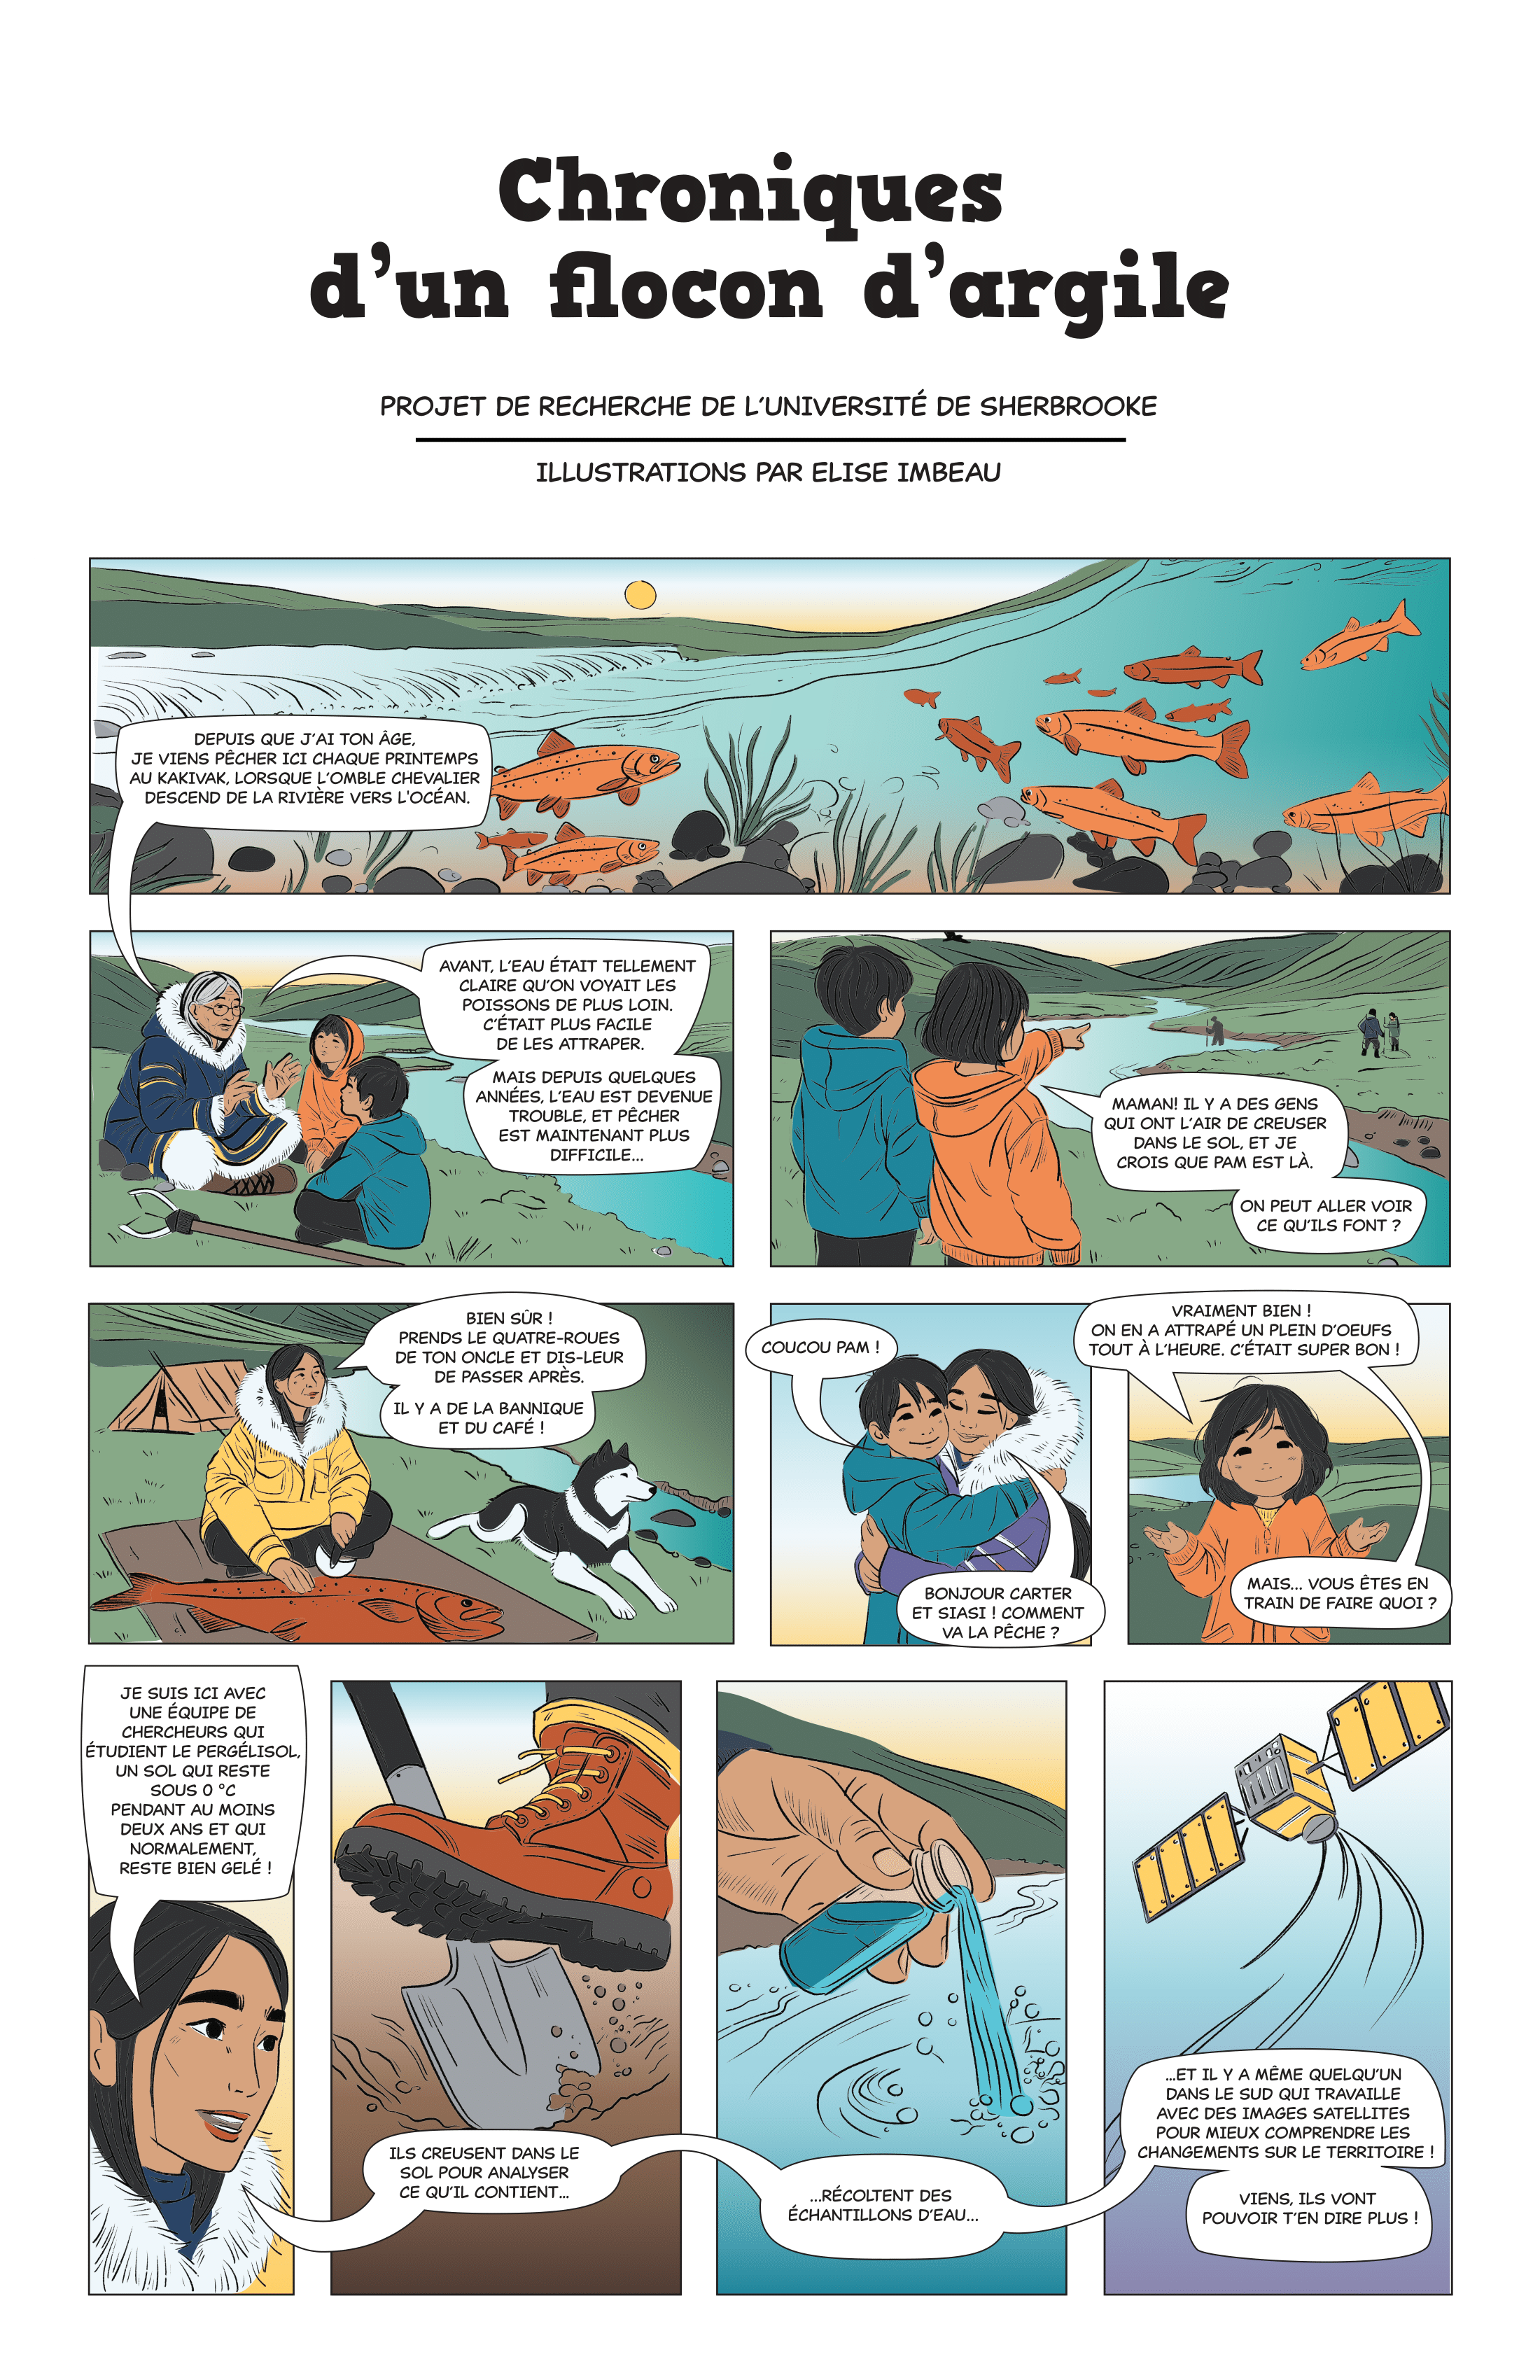 Chroniques
d'un flocon d'argile
PROJET DE RECHERCHE DE L'UNIVERSITÉ DE SHERBROOKE
ILLUSTRATIONS PAR ELISE IMBEAU
DEPUIS QUE J'AI TON ÂGE,
JE VIENS PÊCHER ICI CHAQUE PRINTEMPS
AU KAKIVAK, LORSQUE L'OMBLE CHEVALIER
DESCEND DE LA RIVIÈRE VERS L'OCÉAN.
AVANT, L'EAU ÉTAIT TELLEMENT
CLAIRE QU'ON VOYAIT LES
POISSONS DE PLUS LOIN.
C'ÉTAIT PLUS FACILE
DE LES ATTRAPER.
MAIS DEPUIS QUELQUES
ANNÉES, L'EAU EST DEVENUE
TROUBLE, ET PÊCHER
EST MAINTENANT PLUS
DIFFICILE...
MAMAN! IL Y A DES GENS
QUI ONT L'AIR DE CREUSER
DANS LE SOL, ET JE
CROIS QUE PAM EST LÀ.
ON PEUT ALLER VOIR
CE QU'ILS FONT ?
BIEN SÛR !
PRENDS LE QUATRE-ROUES
DE TON ONCLE ET DIS-LEUR
DE PASSER APRÈS.
IL Y A DE LA BANNIQUE
ET DU CAFÉ !
COUCOU PAM !
BONJOUR CARTER
ET SIASI ! COMMENT
VA LA PÊCHE ?
VRAIMENT BIEN !
ON EN A ATTRAPÉ UN PLEIN D'OEUFS
TOUT À L'HEURE. C'ÉTAIT SUPER BON !
MAIS... VOUS ÊTES EN
TRAIN DE FAIRE QUOI ?
JE SUIS ICI AVEC
UNE ÉQUIPE DE
CHERCHEURS QUI
ÉTUDIENT LE PERGÉLISOL,
UN SOL QUI RESTE
SOUS 0 °C
PENDANT AU MOINS
DEUX ANS ET QUI
NORMALEMENT,
RESTE BIEN GELÉ !
ILS CREUSENT DANS LE
SOL POUR ANALYSER
CE QU'IL CONTIENT...
...RÉCOLTENT DES
ÉCHANTILLONS D'EAU...
...ET IL Y A MÊME QUELQU'UN
DANS LE SUD QUI TRAVAILLE
AVEC DES IMAGES SATELLITES
POUR MIEUX COMPRENDRE LES
CHANGEMENTS SUR LE TERRITOIRE !
VIENS, ILS VONT
POUVOIR T'EN DIRE PLUS !